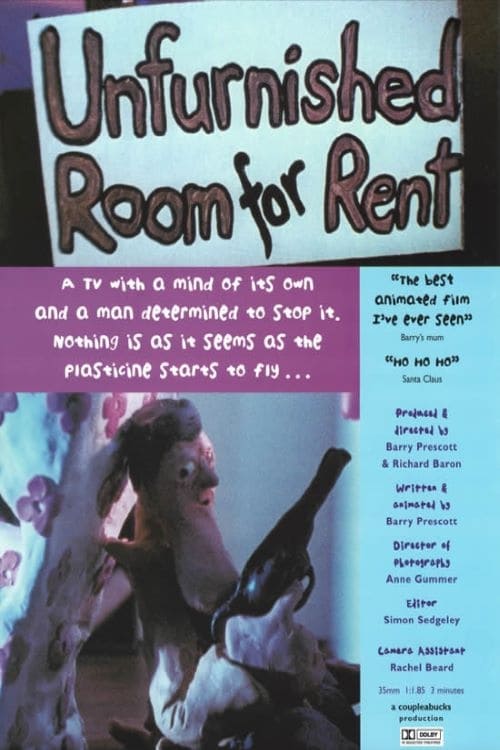 Unfurnished
Room for Rent
A TV with a mind of its own
and a man determined to stop it.
Nothing is as it seems as the
plasticine starts to fly...
"The best
animated film
I've ever seen"
Barry's mum
"HO HO HO"
Santa Claus
Produced &
directed by
Barry Prescott
& Richard Baron
Written &
animated by
Barry Prescott
Director of
Photography
Anne Gummer
Editor
Simon Sedgeley
Camera Assistant
Rachel Beard
35mm 1:1.85 3 minutes
a coupleabucks
production
DOLBY